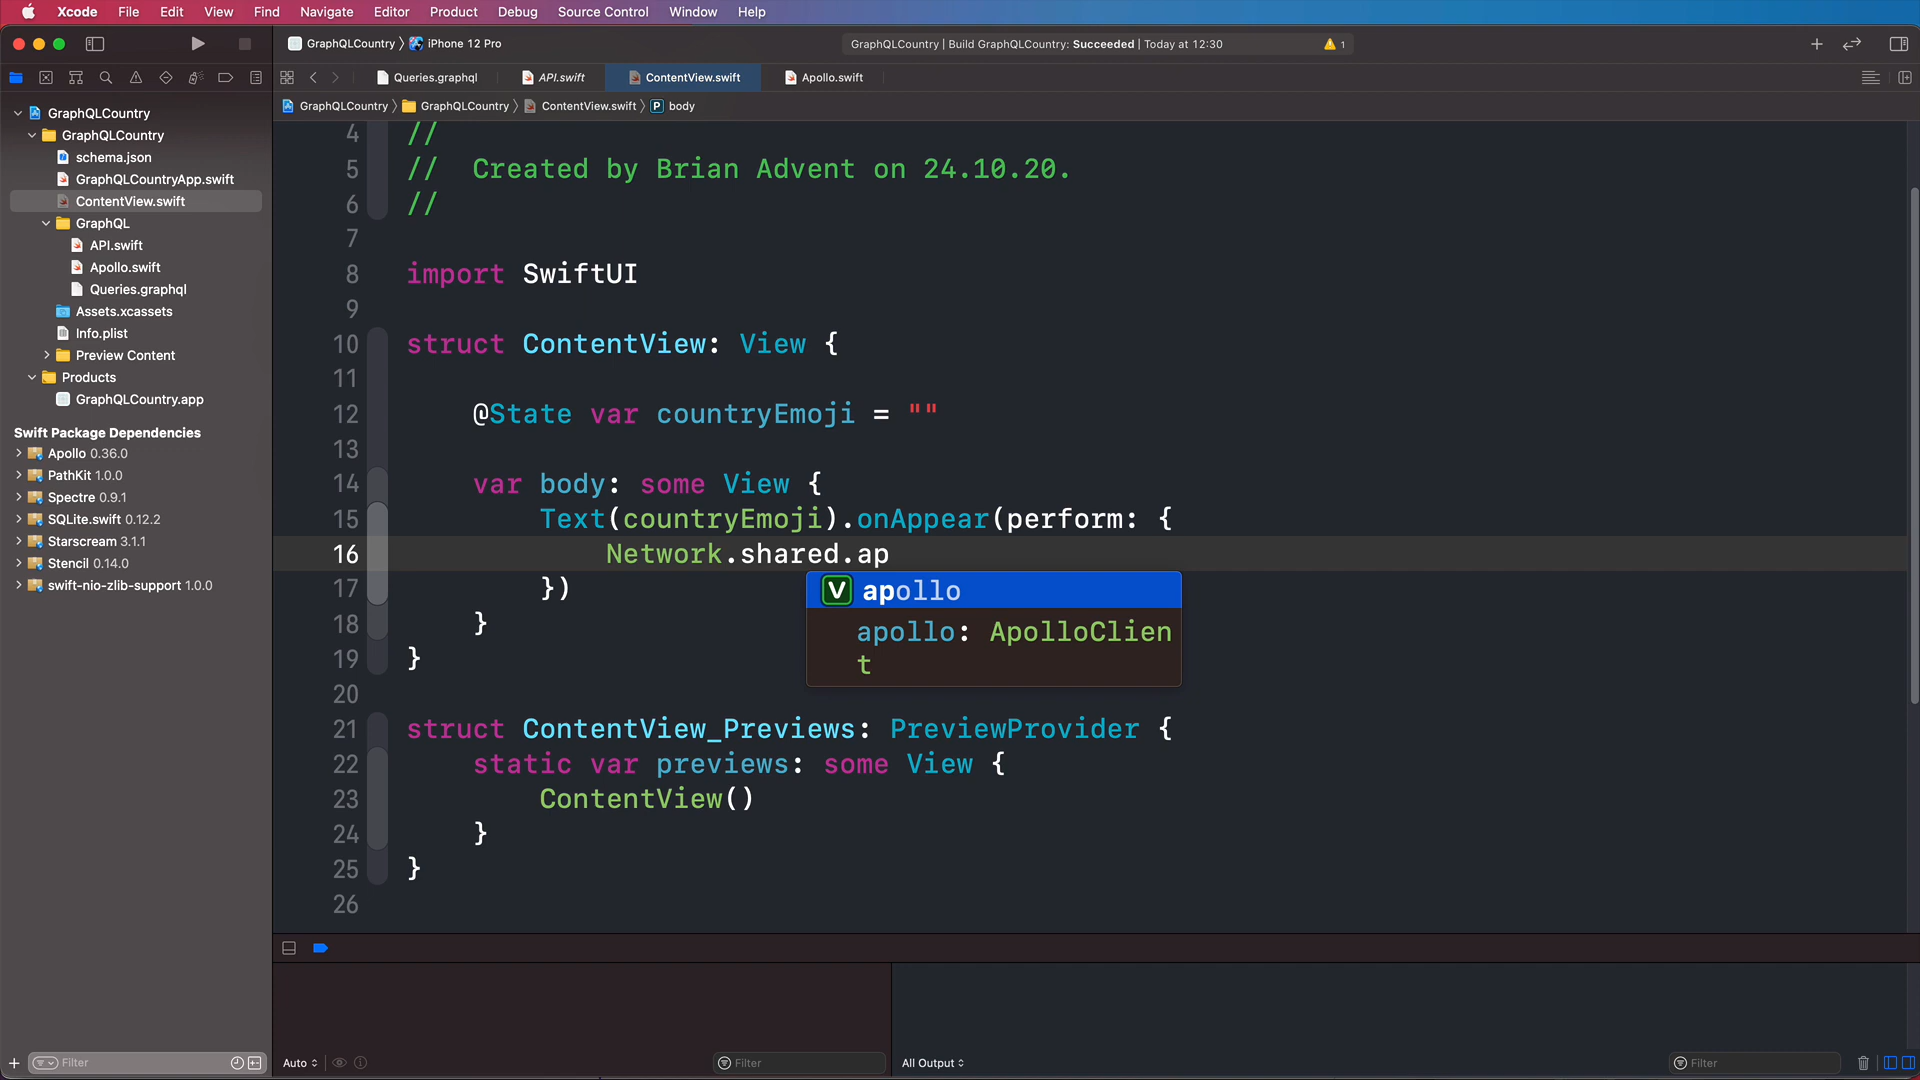 Xcode File Edit View Find Navigate Editor Product Debug Source Control Window Help
GraphQLCountry 〉 iPhone 12 Pro
GraphQLCountry | Build GraphQLCountry: Succeeded | Today at 12:30
1
Queries.graphql API.swift ContentView.swift Apollo.swift
GraphQLCountry 〉 GraphQLCountry 〉 ContentView.swift 〉 P body
GraphQLCountry
GraphQLCountry
schema.json
GraphQLCountryApp.swift
ContentView.swift
GraphQL
API.swift
Apollo.swift
Queries.graphql
Assets.xcassets
Info.plist
Preview Content
Products
GraphQLCountry.app
Swift Package Dependencies
Apollo 0.36.0
PathKit 1.0.0
Spectre 0.9.1
SQLite.swift 0.12.2
Starscream 3.1.1
Stencil 0.14.0
swift-nio-zlib-support 1.0.0
Filter
4 //
5 //  Created by Brian Advent on 24.10.20.
6 //
7
8 import SwiftUI
9
10 struct ContentView: View {
11
12     @State var countryEmoji = ""
13
14     var body: some View {
15         Text(countryEmoji).onAppear(perform: {
16             Network.shared.ap
17         })
18     }
19 }
20
21 struct ContentView_Previews: PreviewProvider {
22     static var previews: some View {
23         ContentView()
24     }
25 }
26
V apollo
apollo: ApolloClien
t
Auto
Filter
All Output
Filter